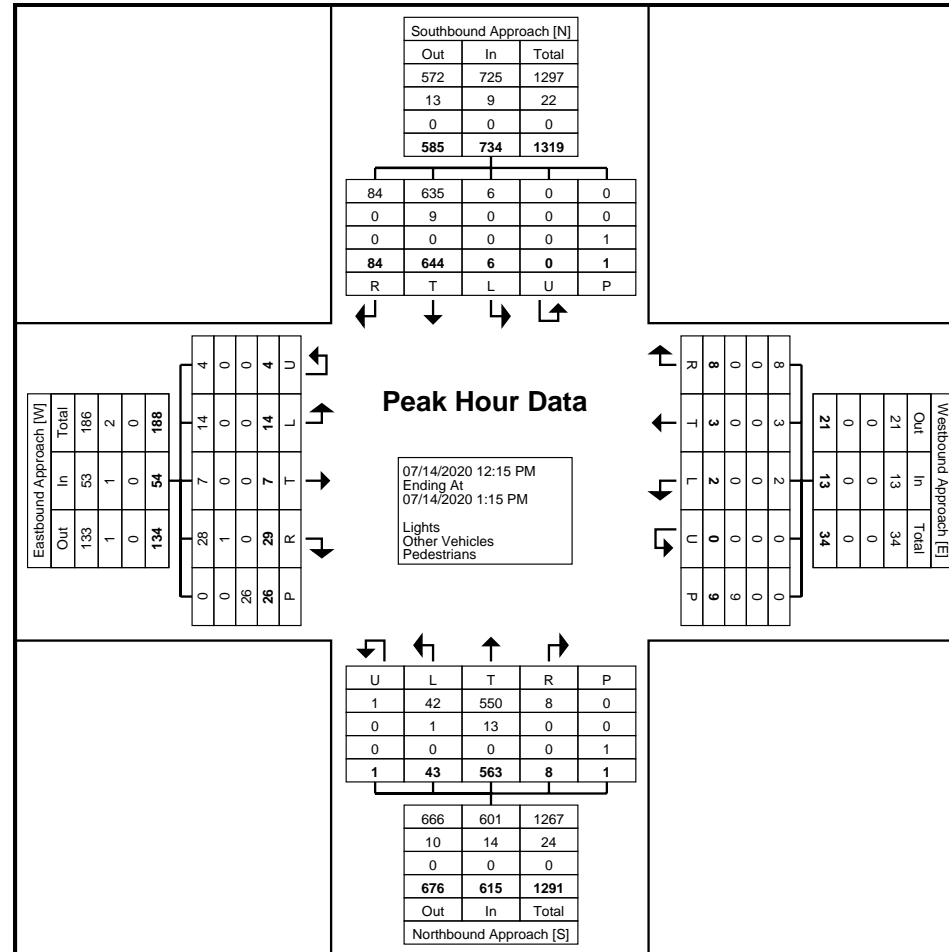 Southbound Approach [N]
Out In Total
572 725 1297
13 9 22
0 0 0
585 734 1319
84 635 6 0 0
0 9 0 0 0
0 0 0 0 1
84 644 6 0 1
R T L U P
Eastbound Approach [W]
Out In Total
133 53 186
1 1 2
0 0 0
134 54 188
0 28 7 14 4
0 1 0 0 0
26 0 0 0 0
26 29 7 14 4
P R T L U
Peak Hour Data
07/14/2020 12:15 PM
Ending At
07/14/2020 1:15 PM
Lights
Other Vehicles
Pedestrians
Westbound Approach [E]
Out In Total
21 13 34
0 0 0
0 0 0
21 13 34
8 3 2 0 0
0 0 0 0 0
0 0 0 0 9
8 3 2 0 9
R T L U P
U L T R P
1 42 550 8 0
0 1 13 0 0
0 0 0 0 1
1 43 563 8 1
666 601 1267
10 14 24
0 0 0
676 615 1291
Out In Total
Northbound Approach [S]